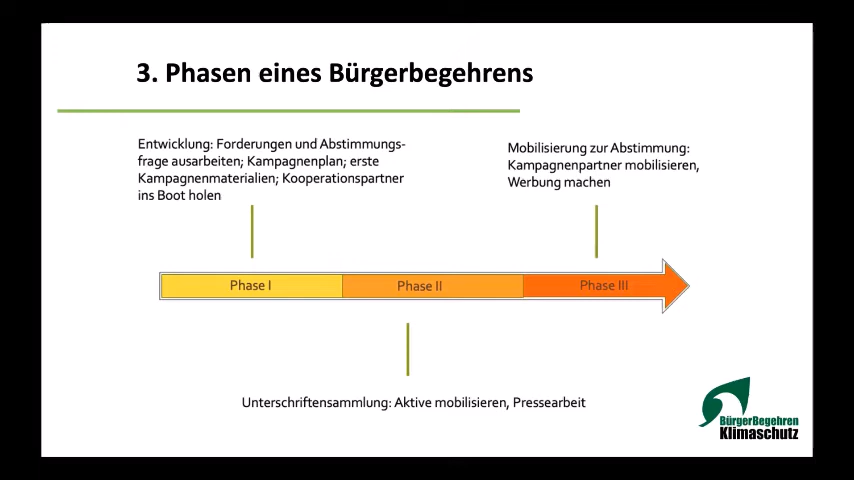 3. Phasen eines Bürgerbegehrens
Entwicklung: Forderungen und Abstimmungs-
frage ausarbeiten; Kampagnenplan; erste
Kampagnenmaterialien; Kooperationspartner
ins Boot holen
Mobilisierung zur Abstimmung:
Kampagnenpartner mobilisieren,
Werbung machen
Phase I
Phase II
Phase III
Unterschriftensammlung: Aktive mobilisieren, Pressearbeit
BürgerBegehren
Klimaschutz